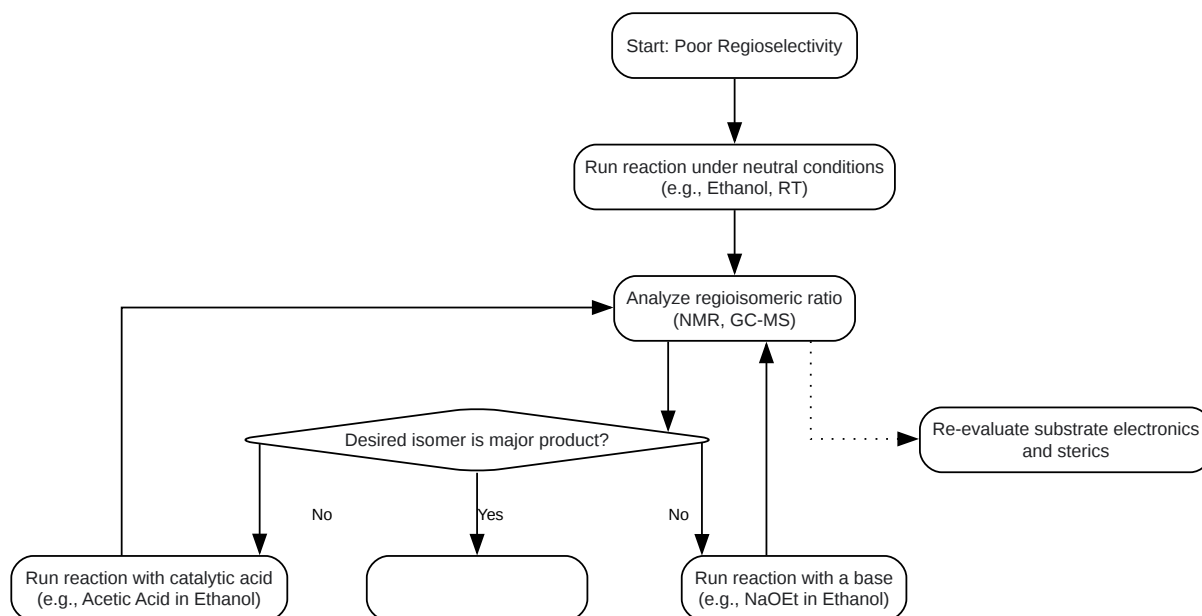 Start: Poor Regioselectivity
Run reaction under neutral conditions
(e.g., Ethanol, RT)
Analyze regioisomeric ratio
(NMR, GC-MS)
Desired isomer is major product?
Re-evaluate substrate electronics
and sterics
No
Yes
No
Run reaction with catalytic acid
(e.g., Acetic Acid in Ethanol)
Run reaction with a base
(e.g., NaOEt in Ethanol)